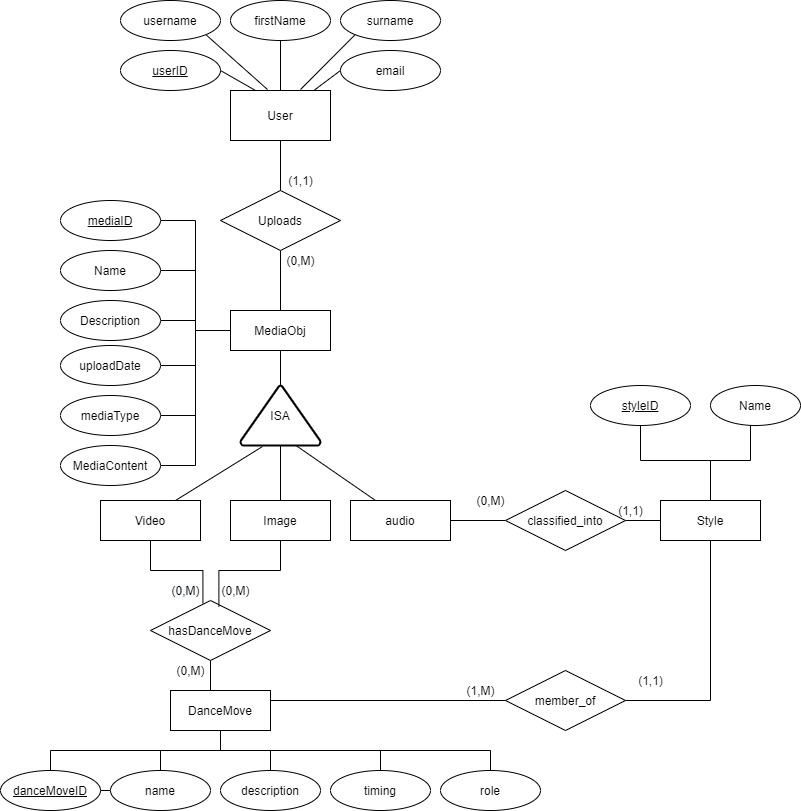 username
firstName
surname
userID
email
User
(1,1)
Uploads
mediaID
(0,M)
Name
Description
MediaObj
uploadDate
mediaType
ISA
MediaContent
styleID
Name
Video
Image
audio
(0,M)
classified_into
(1,1)
Style
(0,M)
(0,M)
hasDanceMove
(0,M)
DanceMove
(1,M)
member_of
(1,1)
danceMoveID
name
description
timing
role